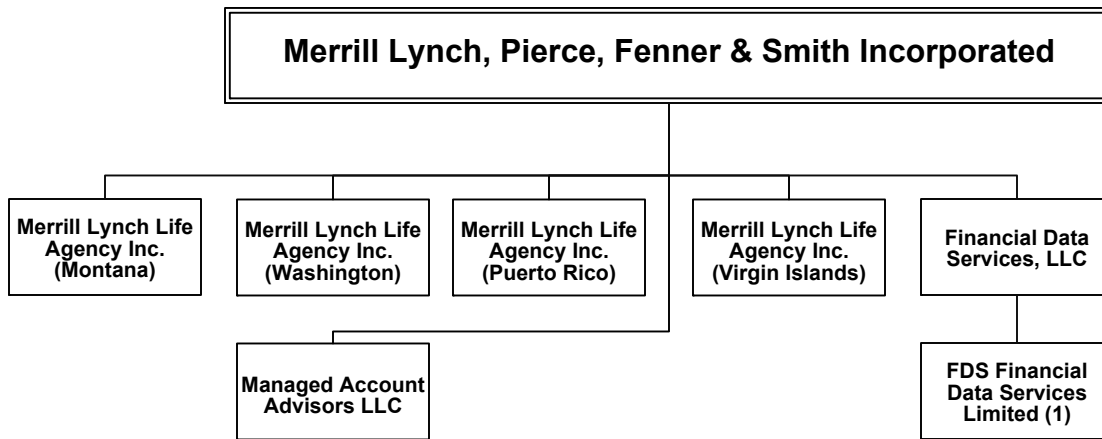 Merrill Lynch, Pierce, Fenner & Smith Incorporated
Merrill Lynch Life
Agency Inc.
(Montana)
Merrill Lynch Life
Agency Inc.
(Washington)
Merrill Lynch Life
Agency Inc.
(Puerto Rico)
Merrill Lynch Life
Agency Inc.
(Virgin Islands)
Financial Data
Services, LLC
Managed Account
Advisors LLC
FDS Financial
Data Services
Limited (1)